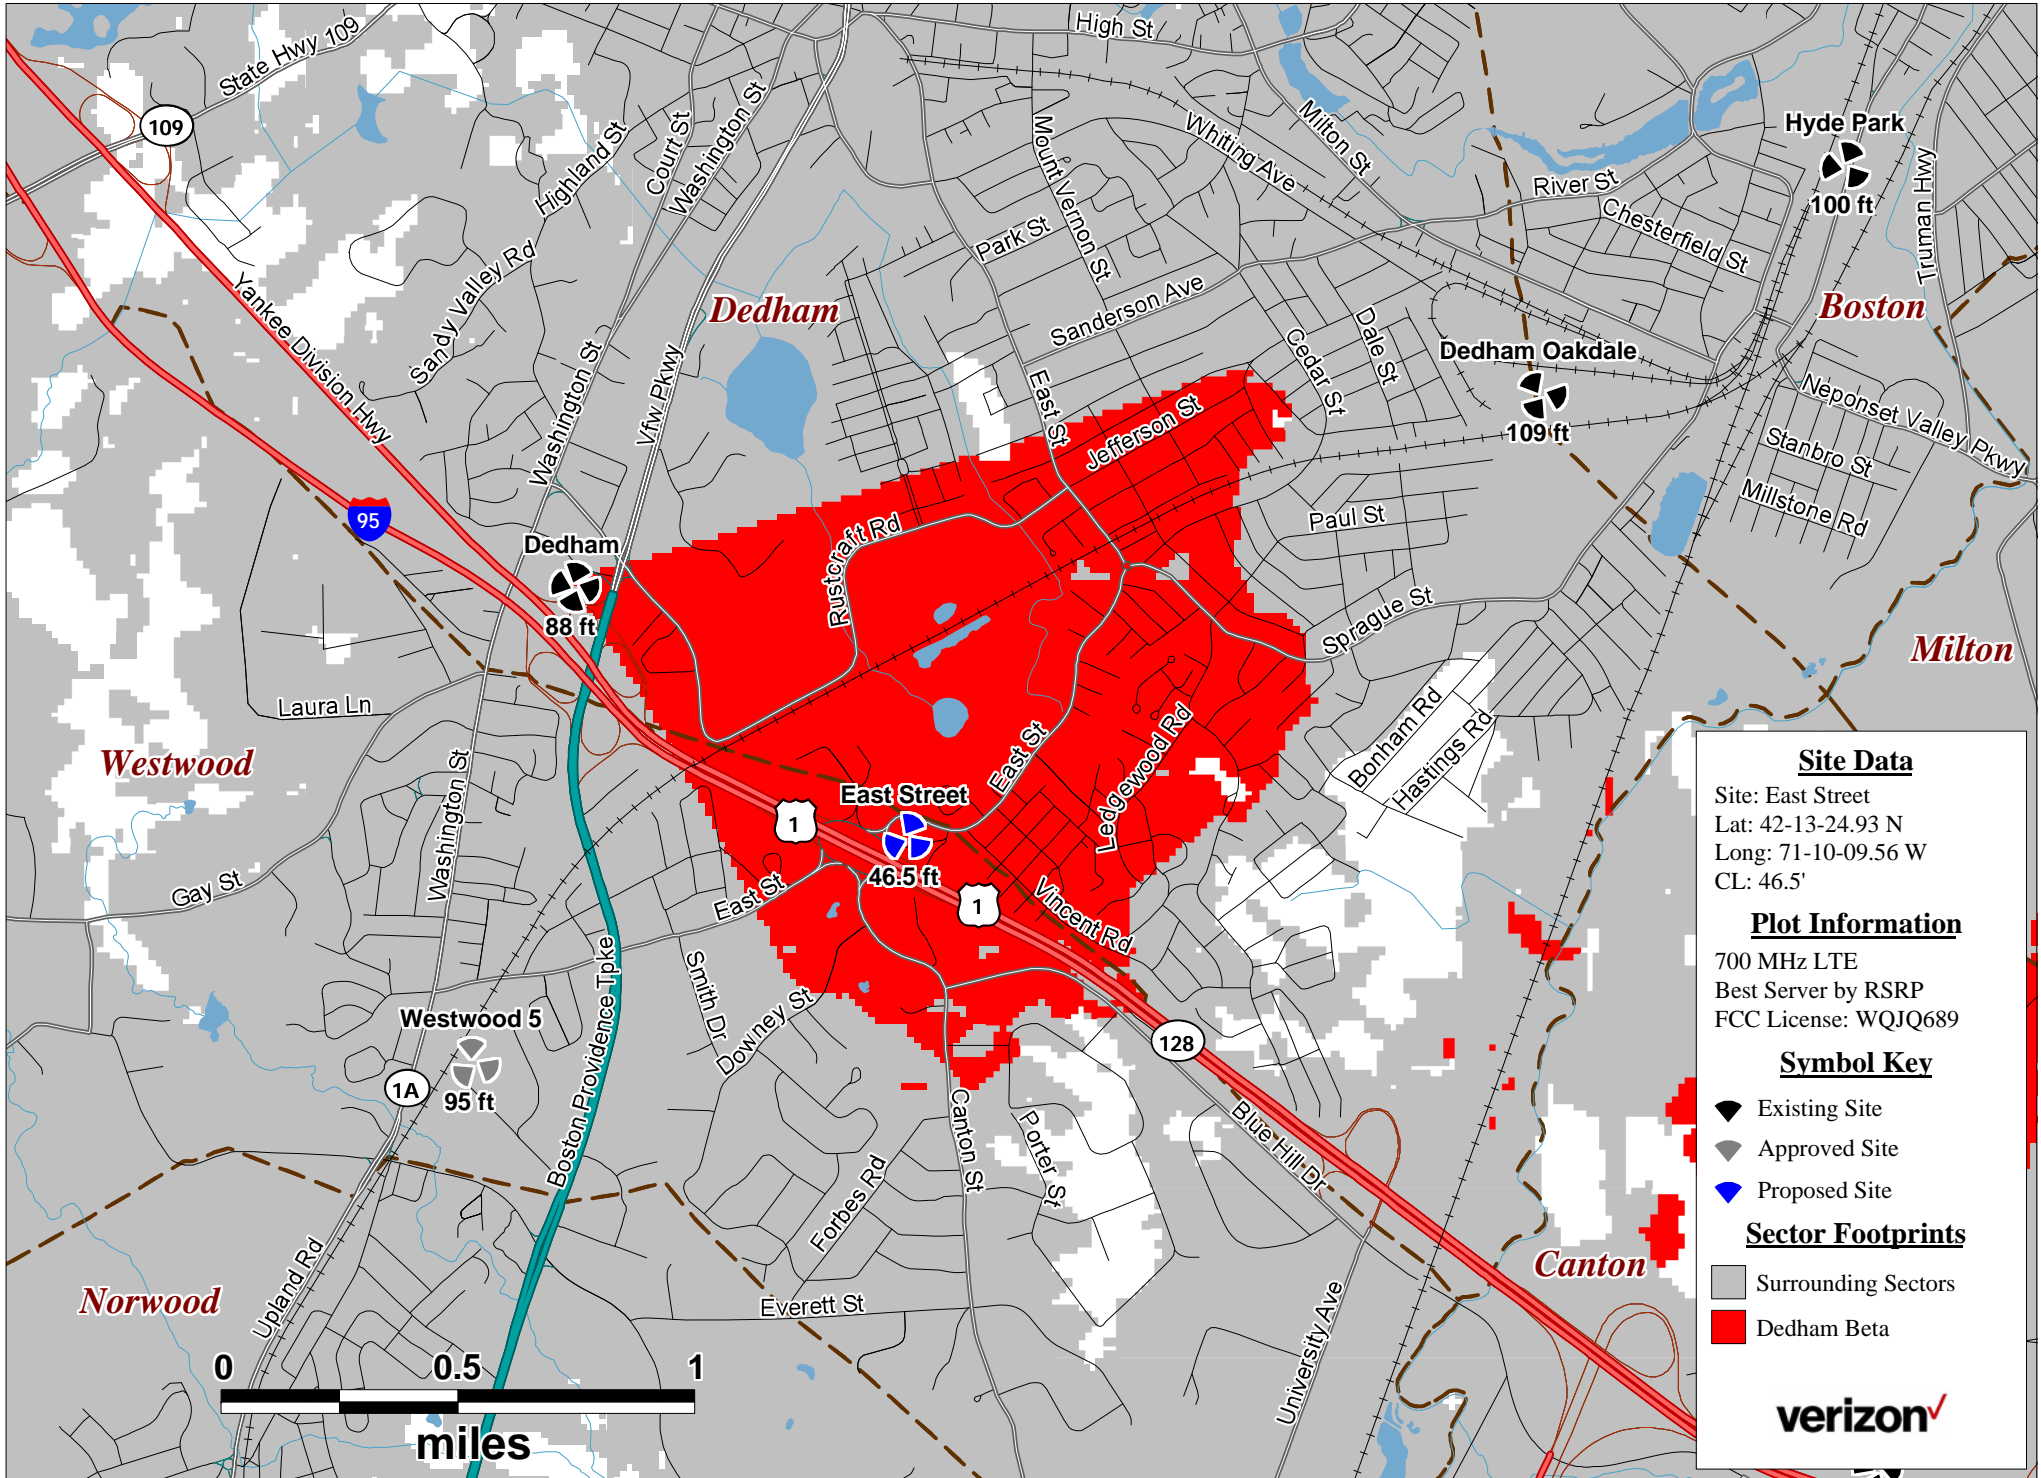 High St
State Hwy 109
109
Court St
Washington St
Highland St
Mount Vernon St
Whiting Ave
Milton St
Hyde Park
100 ft
River St
Chesterfield St
Truman Hwy
Park St
Sandy Valley Rd
Yankee Division Hwy
Dedham
Boston
Sanderson Ave
Cedar St
Dale St
Dedham Oakdale
109 ft
Washington St
Vfw Pkwy
East St
Jefferson St
Neponset Valley Pkwy
Stanbro St
Millstone Rd
95
Dedham
88 ft
Rustcraft Rd
Paul St
Sprague St
Milton
Laura Ln
Westwood
Washington St
East St
Ledgewood Rd
Bonham Rd
Hastings Rd
East Street
46.5 ft
1
1
Gay St
East St
Vincent Rd
Smith Dr
Downey St
Boston Providence Tpke
Westwood 5
95 ft
1A
128
Canton St
Porter St
Blue Hill Dr
Forbes Rd
Upland Rd
Norwood
Everett St
University Ave
Canton
0 0.5 1
miles
Site Data
Site: East Street
Lat: 42-13-24.93 N
Long: 71-10-09.56 W
CL: 46.5'
Plot Information
700 MHz LTE
Best Server by RSRP
FCC License: WQJQ689
Symbol Key
Existing Site
Approved Site
Proposed Site
Sector Footprints
Surrounding Sectors
Dedham Beta
verizon